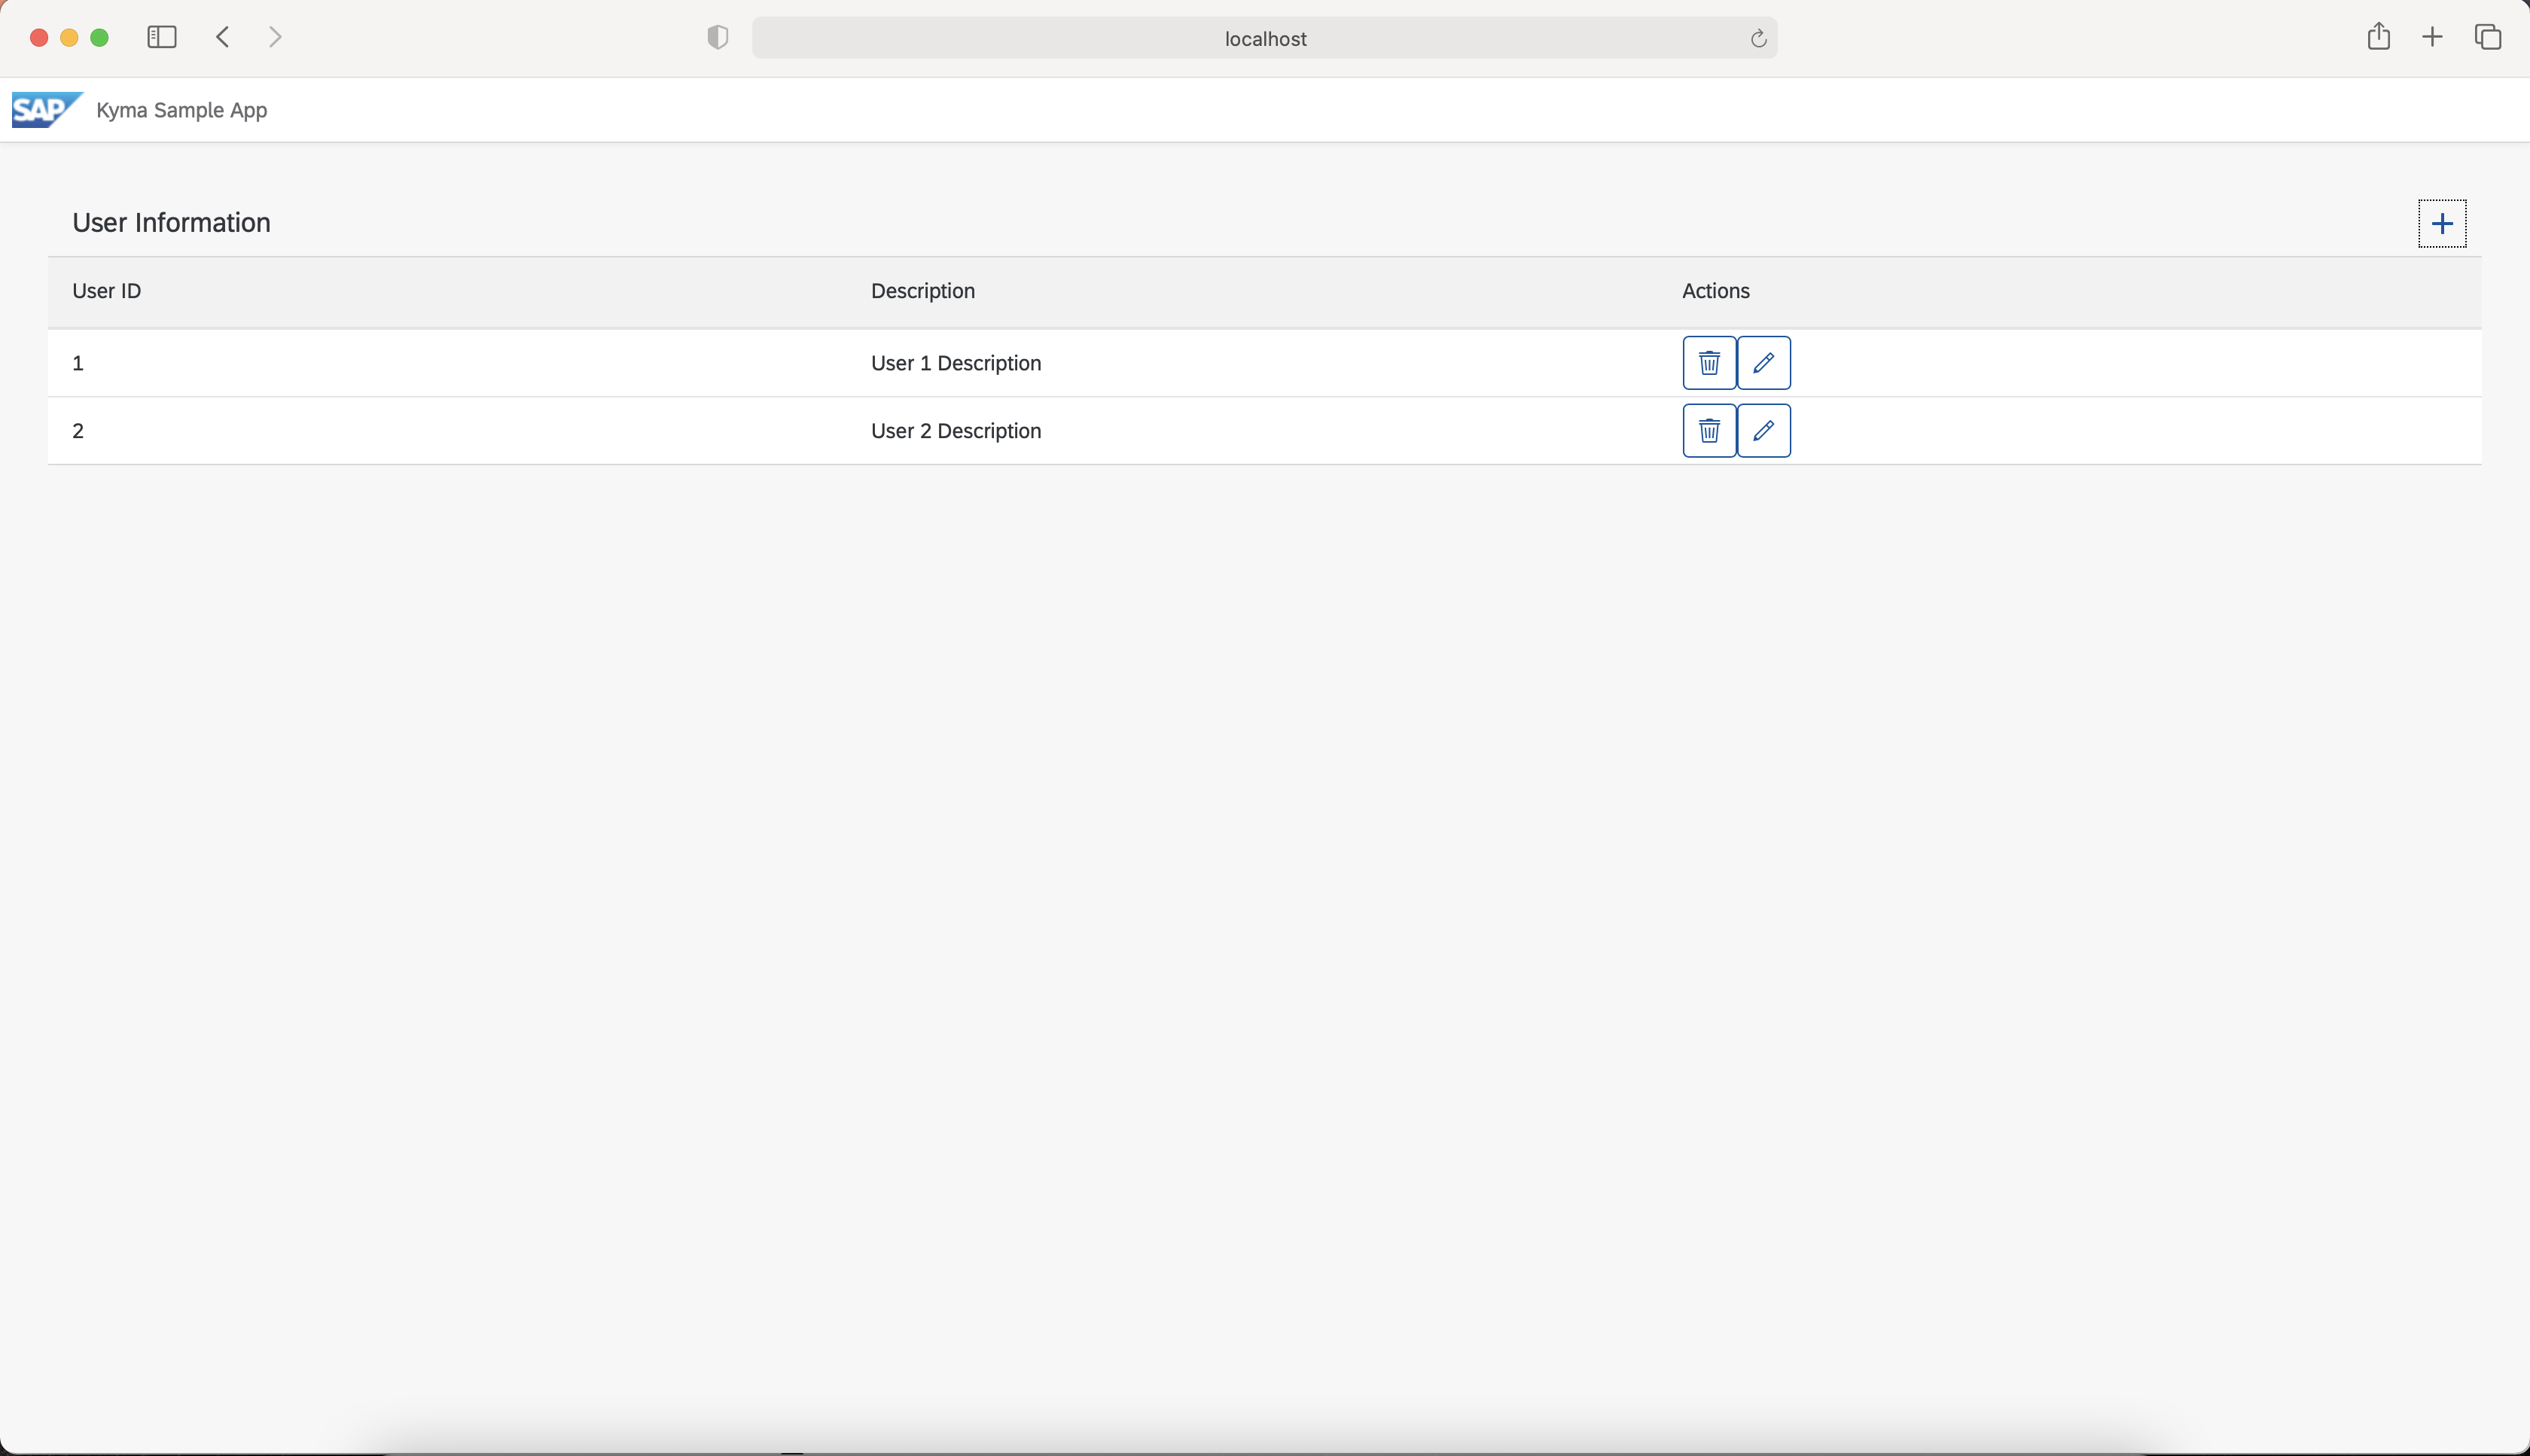 localhost
SAP Kyma Sample App
User Information
User ID Description Actions
1 User 1 Description
2 User 2 Description